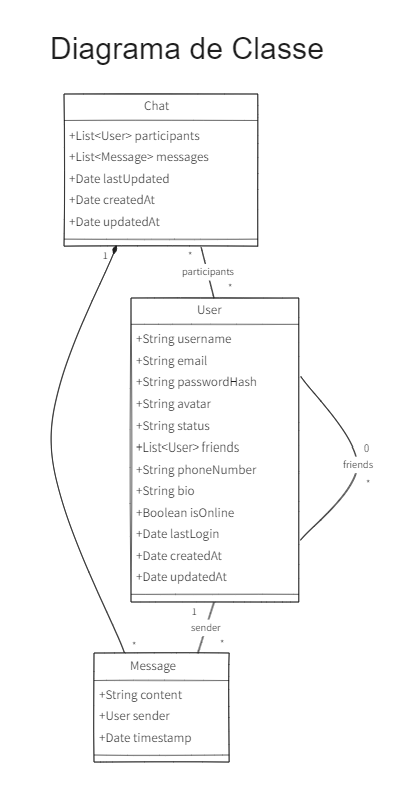 Diagrama de Classe
Chat
+List<User> participants
+List<Message> messages
+Date lastUpdated
+Date createdAt
+Date updatedAt
1
*
participants
*
User
+String username
+String email
+String passwordHash
+String avatar
+String status
+List<User> friends
+String phoneNumber
+String bio
+Boolean isOnline
+Date lastLogin
+Date createdAt
+Date updatedAt
0
friends
*
1
sender
*
*
Message
+String content
+User sender
+Date timestamp